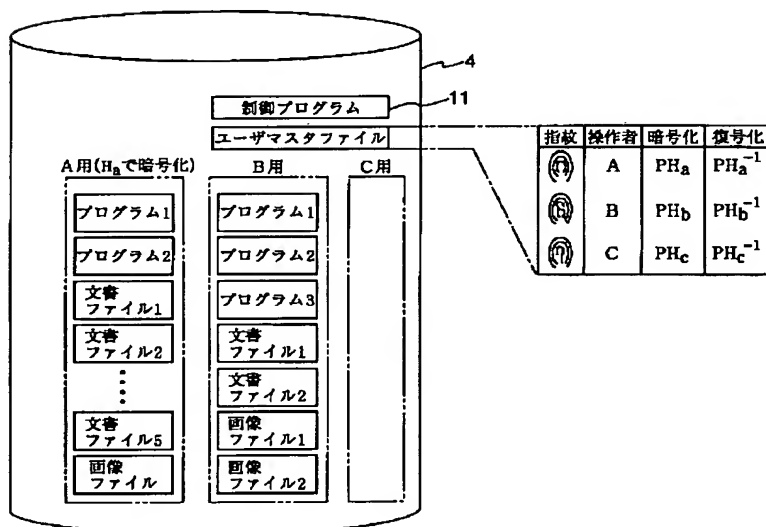 4
制御プログラム
11
ユーザマスタファイル
指紋 操作者 暗号化 復号化
A PHa PHa-1
B PHb PHb-1
C PHc PHc-1
A用(Haで暗号化)
B用
C用
プログラム1
プログラム2
文書
ファイル1
文書
ファイル2
文書
ファイル5
画像
ファイル
プログラム1
プログラム2
プログラム3
文書
ファイル1
文書
ファイル2
画像
ファイル1
画像
ファイル2